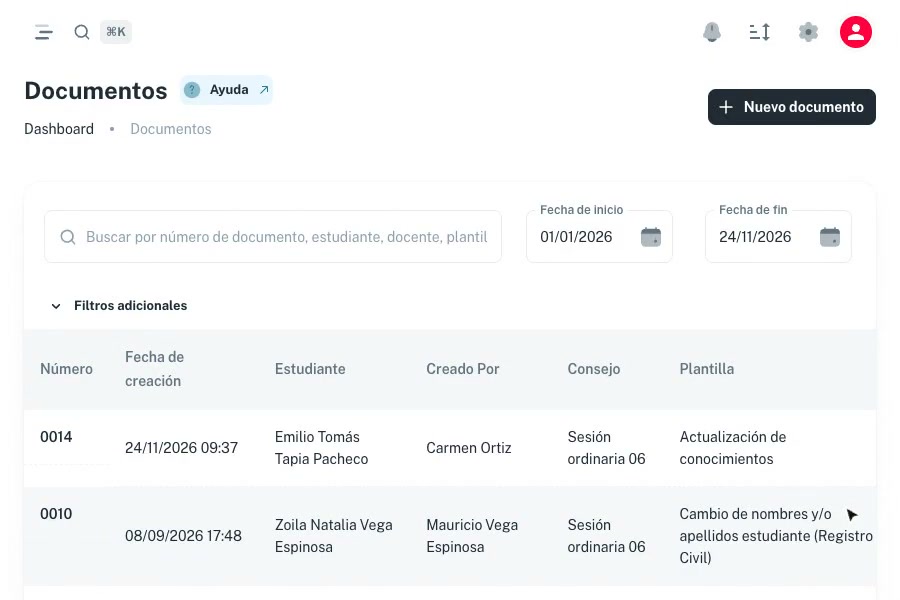 ⌘K
Documentos
? Ayuda
Nuevo documento
Dashboard • Documentos
Fecha de inicio
Fecha de fin
Buscar por número de documento, estudiante, docente, plantil
01/01/2026
24/11/2026
Filtros adicionales
Número
Fecha de
creación
Estudiante
Creado Por
Consejo
Plantilla
0014
24/11/2026 09:37
Emilio Tomás
Tapia Pacheco
Carmen Ortiz
Sesión
ordinaria 06
Actualización de
conocimientos
0010
08/09/2026 17:48
Zoila Natalia Vega
Espinosa
Mauricio Vega
Espinosa
Sesión
ordinaria 06
Cambio de nombres y/o
apellidos estudiante (Registro
Civil)